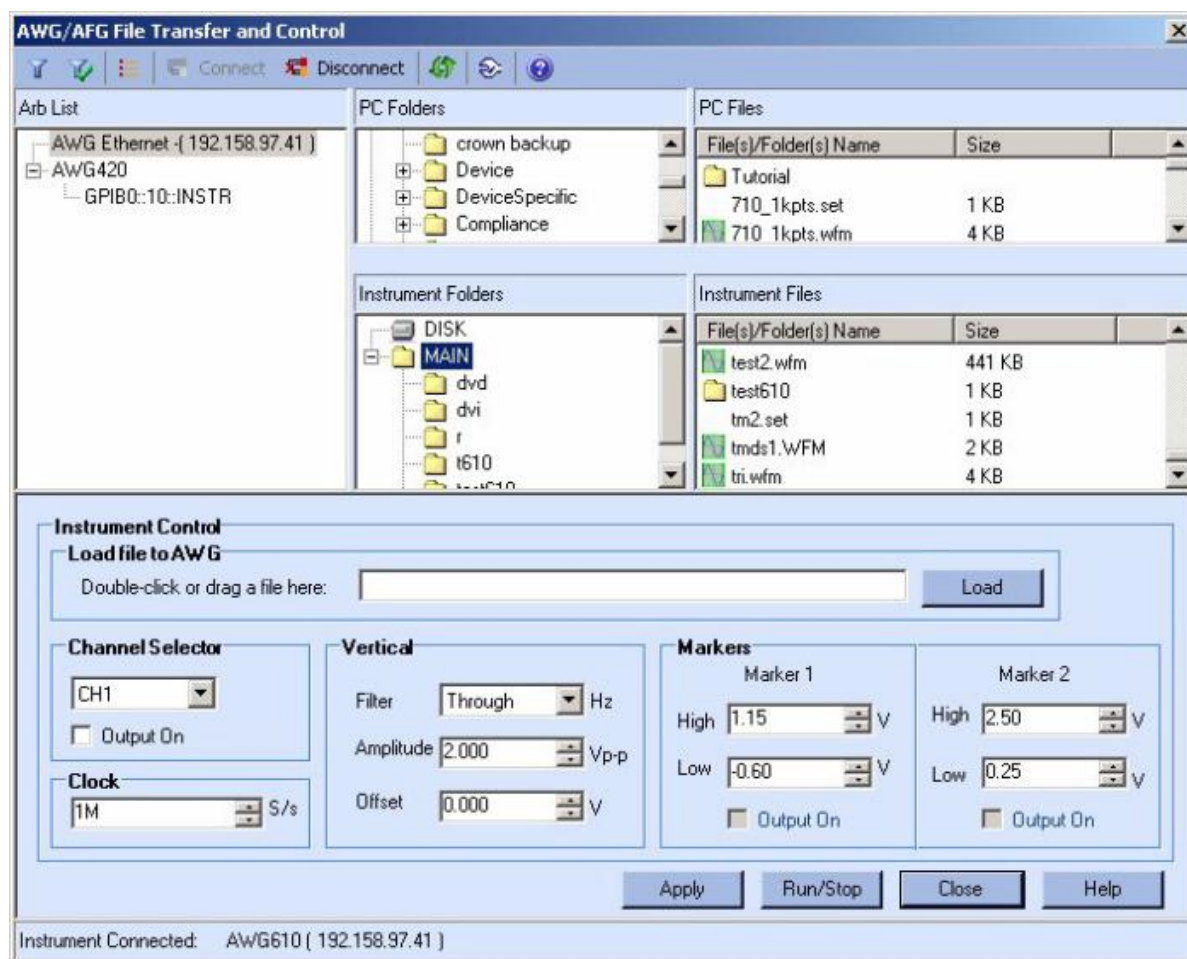 AWG/AFG File Transfer and Control
Connect Disconnect
Arb List
AWG Ethernet -( 192.158.97.41 )
AWG420
GPIB0::10::INSTR
PC Folders
crown backup
Device
DeviceSpecific
Compliance
PC Files
File(s)/Folder(s) Name Size
Tutorial
710_1kpts.set 1 KB
710_1kpts.wfm 4 KB
Instrument Folders
DISK
MAIN
dvd
dvi
r
t610
test610
Instrument Files
File(s)/Folder(s) Name Size
test2.wfm 441 KB
test610 1 KB
tm2.set 1 KB
tmds1.WFM 2 KB
tri.wfm 4 KB
Instrument Control
Load file to AWG
Double-click or drag a file here: Load
Channel Selector
CH1
Output On
Clock
1M S/s
Vertical
Filter Through Hz
Amplitude 2.000 Vp-p
Offset 0.000 V
Markers
Marker 1
High 1.15 V
Low -0.60 V
Output On
Marker 2
High 2.50 V
Low 0.25 V
Output On
Apply Run/Stop Close Help
Instrument Connected: AWG610 ( 192.158.97.41 )